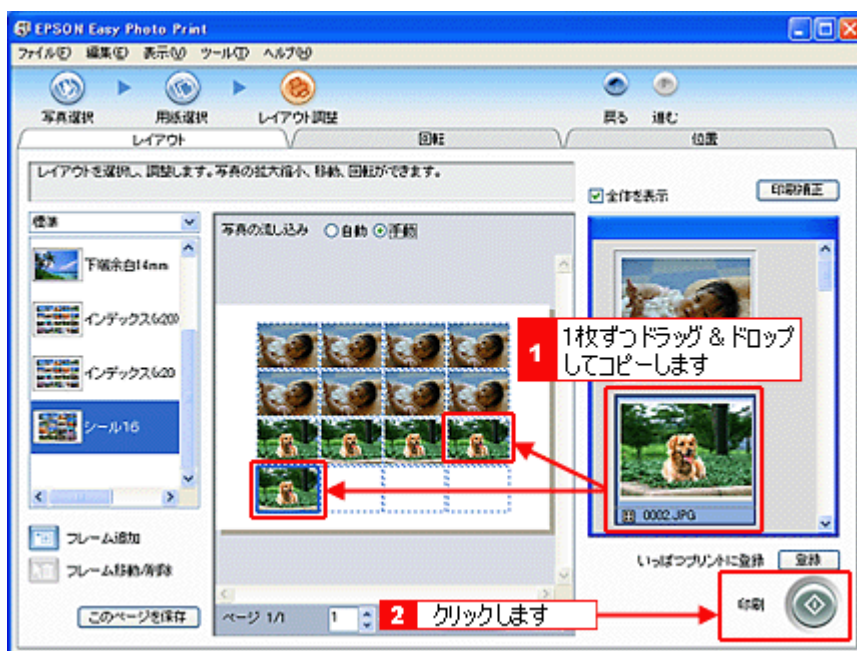 EPSON Easy Photo Print
ファイル(F) 編集(E) 表示(V) ツール(T) ヘルプ(H)
写真選択 用紙選択 レイアウト調整 戻る 進む
レイアウト 回転 位置
レイアウトを選択し、調整します。写真の拡大縮小、移動、回転ができます。
全体を表示 印刷補正
標準
写真の流し込み 自動 手動
下端余白14mm
インデックス(x20)
インデックス(x20
シール16
1 1枚ずつドラッグ & ドロップ
してコピーします
0002.JPG
フレーム追加
フレーム移動/削除
いっぱつプリントに登録 登録
このページを保存
ページ 1/1 1
2 クリックします
印刷